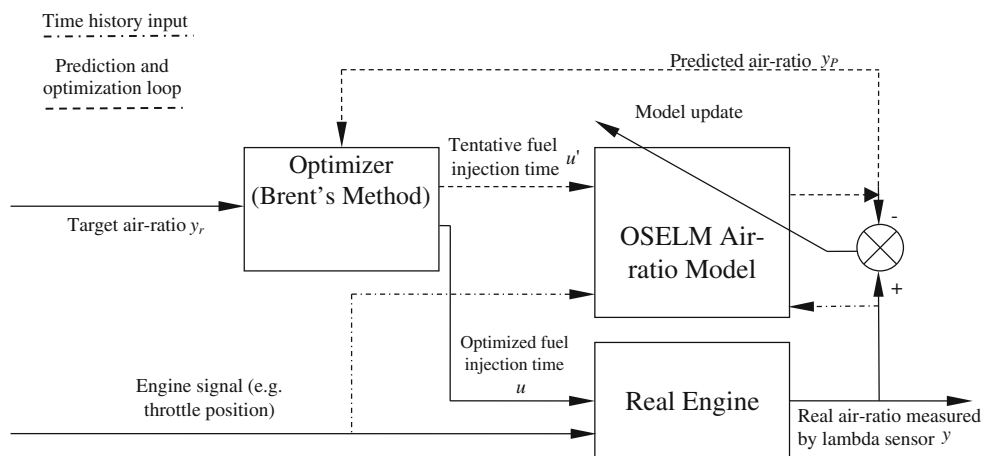 Time history input
Prediction and
optimization loop
Predicted air-ratio yP
Model update
Optimizer
(Brent's Method)
Tentative fuel
injection time u'
Target air-ratio yr
OSELM Air-
ratio Model
-
+
Optimized fuel
injection time
u
Engine signal (e.g.
throttle position)
Real Engine
Real air-ratio measured
by lambda sensor y